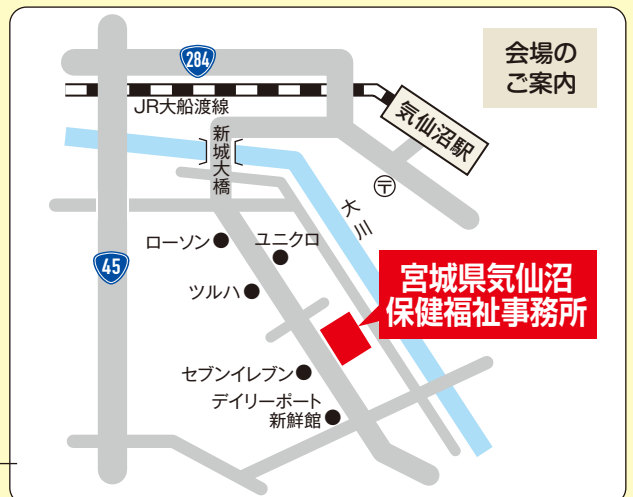 会場の
ご案内
284
JR大船渡線
気仙沼駅
新城大橋
〒
大川
45
ローソン
ユニクロ
ツルハ
宮城県気仙沼
保健福祉事務所
セブンイレブン
デイリーポート
新鮮館